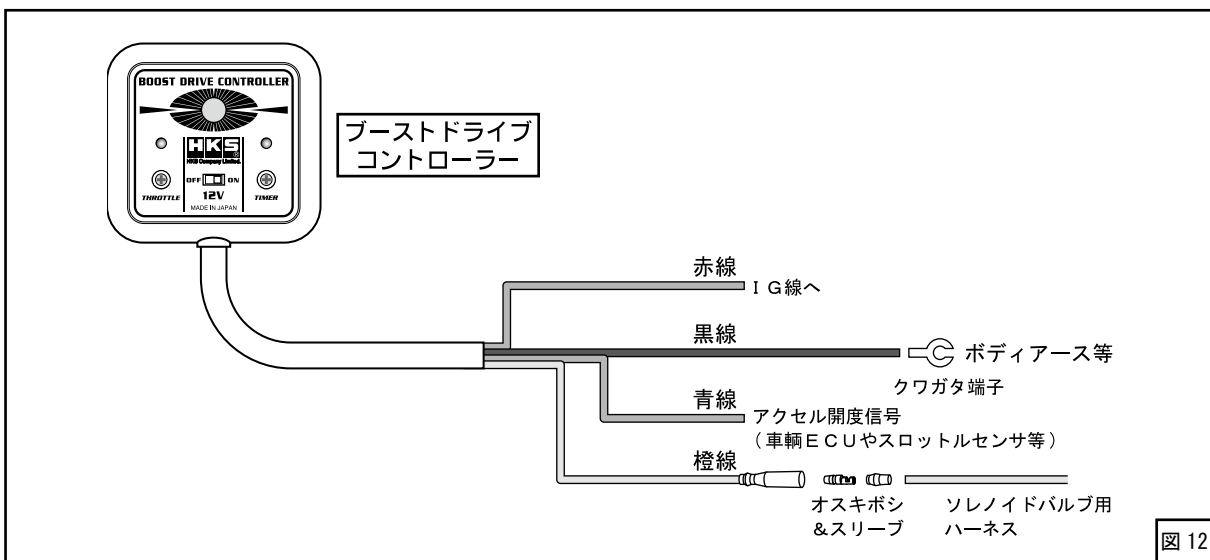 BOOST DRIVE CONTROLLER
HKS
HKS Company Limited.
OFF ON
THROTTLE 12V TIMER
MADE IN JAPAN
ブーストドライブ
コントローラー
赤線
ＩＧ線へ
黒線
ボディアース等
クワガタ端子
青線
アクセル開度信号
（車輌ＥＣＵやスロットルセンサ等）
橙線
オスキボシ
&スリーブ
ソレノイドバルブ用
ハーネス
図 12